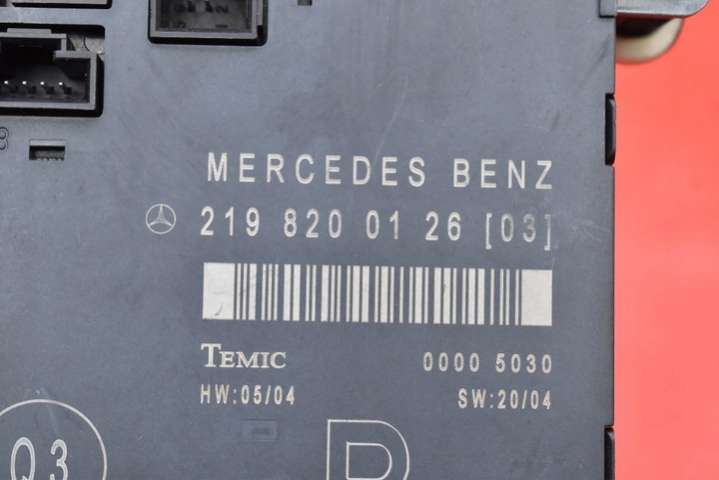 MERCEDES BENZ
219 820 01 26 [03]
TEMIC 0000 5030
HW:05/04 SW:20/04
Q3